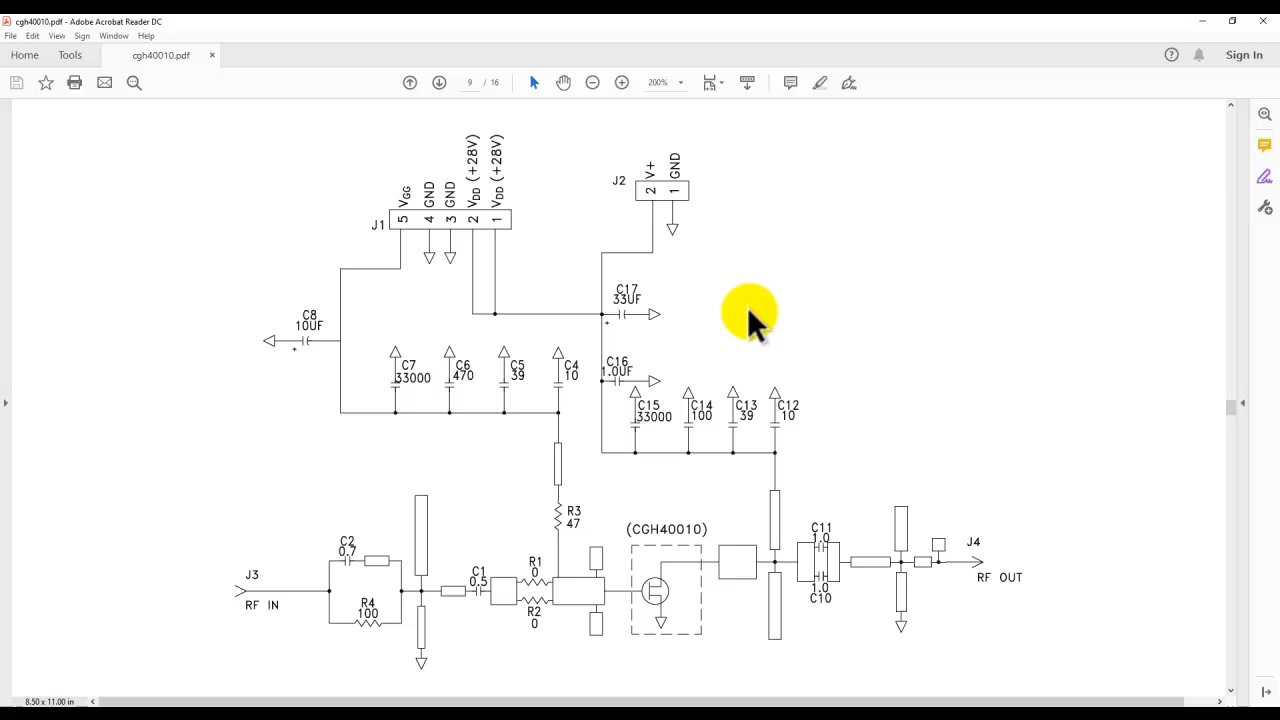 cgh40010.pdf - Adobe Acrobat Reader DC
File Edit View Sign Window Help
Home Tools cgh40010.pdf × Sign In
9 / 16 200%
VGG GND GND VDD (+28V) VDD (+28V)
5 4 3 2 1
J1
V+ GND
J2 2 1
C17
33UF
+
C8
10UF
+
C7
33000
C6
470
C5
39
C4
10
C16
1.0UF
C15
33000
C14
100
C13
39
C12
10
R3
47
(CGH40010)
C2
0.7
J3
RF IN
R4
100
C1
0.5
R1
0
R2
0
C11
1.0
1.0
C10
J4
RF OUT
8.50 x 11.00 in